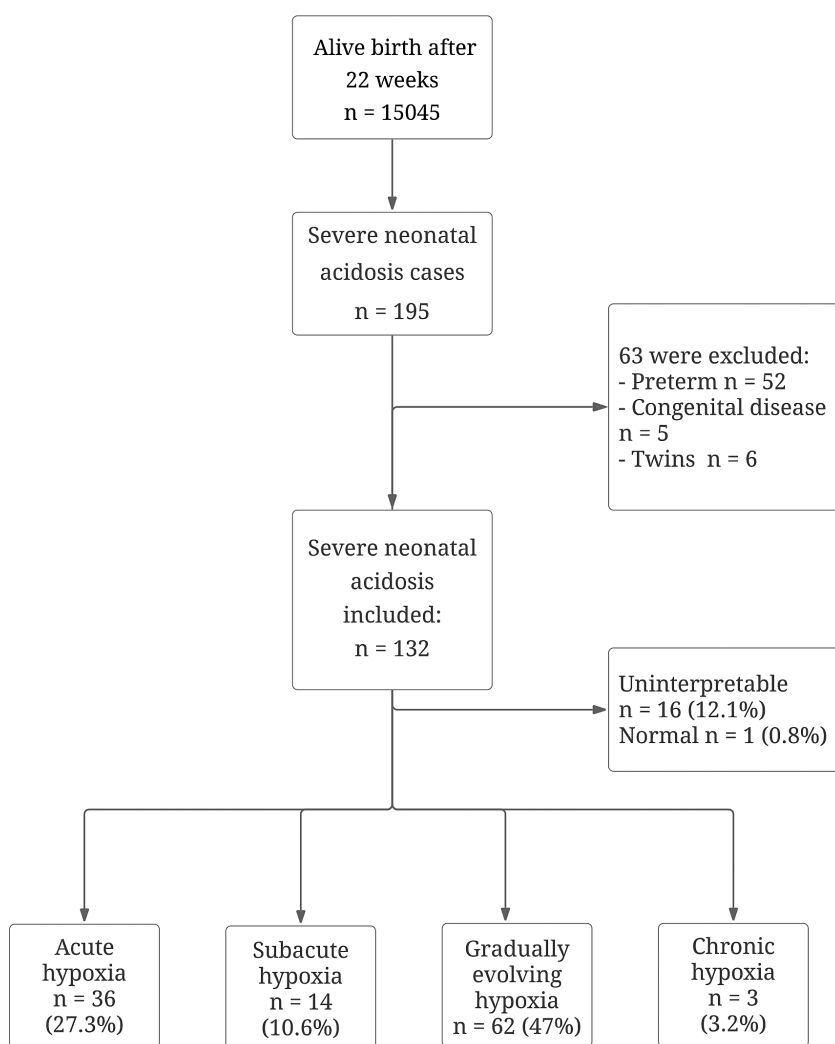 Alive birth after
22 weeks
n = 15045
Severe neonatal
acidosis cases
n = 195
63 were excluded:
- Preterm n = 52
- Congenital disease
n = 5
- Twins  n = 6
Severe neonatal
acidosis
included:
n = 132
Uninterpretable
n = 16 (12.1%)
Normal n = 1 (0.8%)
Acute
hypoxia
n = 36
(27.3%)
Subacute
hypoxia
n = 14
(10.6%)
Gradually
evolving
hypoxia
n = 62 (47%)
Chronic
hypoxia
n = 3
(3.2%)